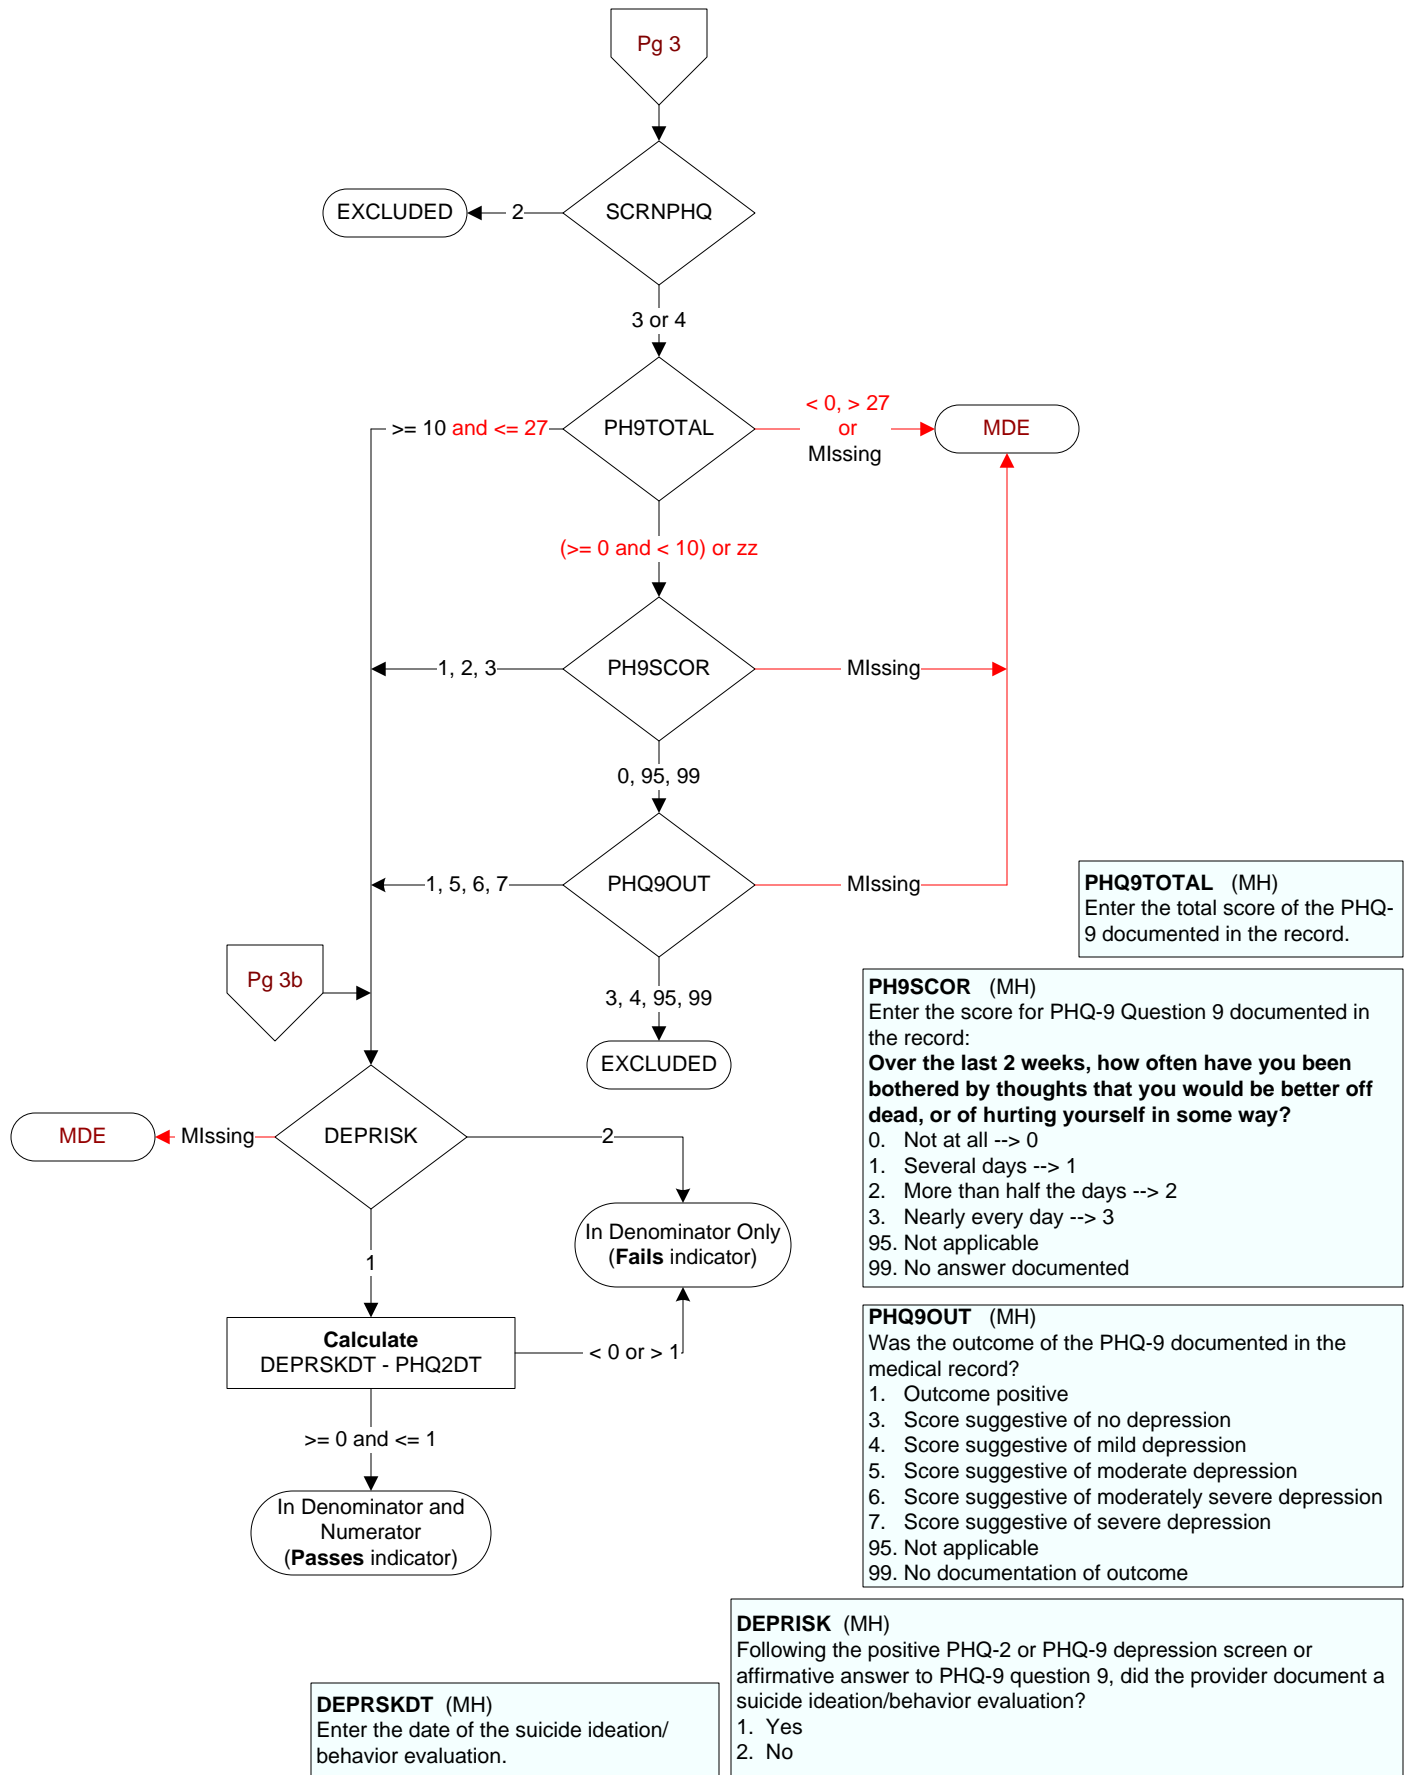 Pg 3
SCRNPHQ
2
EXCLUDED
3 or 4
PH9TOTAL
>= 10 and <= 27
< 0, > 27
or
MIssing
MDE
(>= 0 and < 10) or zz
PH9SCOR
1, 2, 3
MIssing
0, 95, 99
PHQ9OUT
1, 5, 6, 7
MIssing
3, 4, 95, 99
EXCLUDED
Pg 3b
DEPRISK
MIssing
MDE
2
In Denominator Only
(Fails indicator)
1
Calculate
DEPRSKDT - PHQ2DT
< 0 or > 1
>= 0 and <= 1
In Denominator and
Numerator
(Passes indicator)
PHQ9TOTAL (MH)
Enter the total score of the PHQ-
9 documented in the record.
PH9SCOR (MH)
Enter the score for PHQ-9 Question 9 documented in
the record:
Over the last 2 weeks, how often have you been
bothered by thoughts that you would be better off
dead, or of hurting yourself in some way?
0. Not at all --> 0
1. Several days --> 1
2. More than half the days --> 2
3. Nearly every day --> 3
95. Not applicable
99. No answer documented
PHQ9OUT (MH)
Was the outcome of the PHQ-9 documented in the
medical record?
1. Outcome positive
3. Score suggestive of no depression
4. Score suggestive of mild depression
5. Score suggestive of moderate depression
6. Score suggestive of moderately severe depression
7. Score suggestive of severe depression
95. Not applicable
99. No documentation of outcome
DEPRISK (MH)
Following the positive PHQ-2 or PHQ-9 depression screen or
affirmative answer to PHQ-9 question 9, did the provider document a
suicide ideation/behavior evaluation?
1. Yes
2. No
DEPRSKDT (MH)
Enter the date of the suicide ideation/
behavior evaluation.